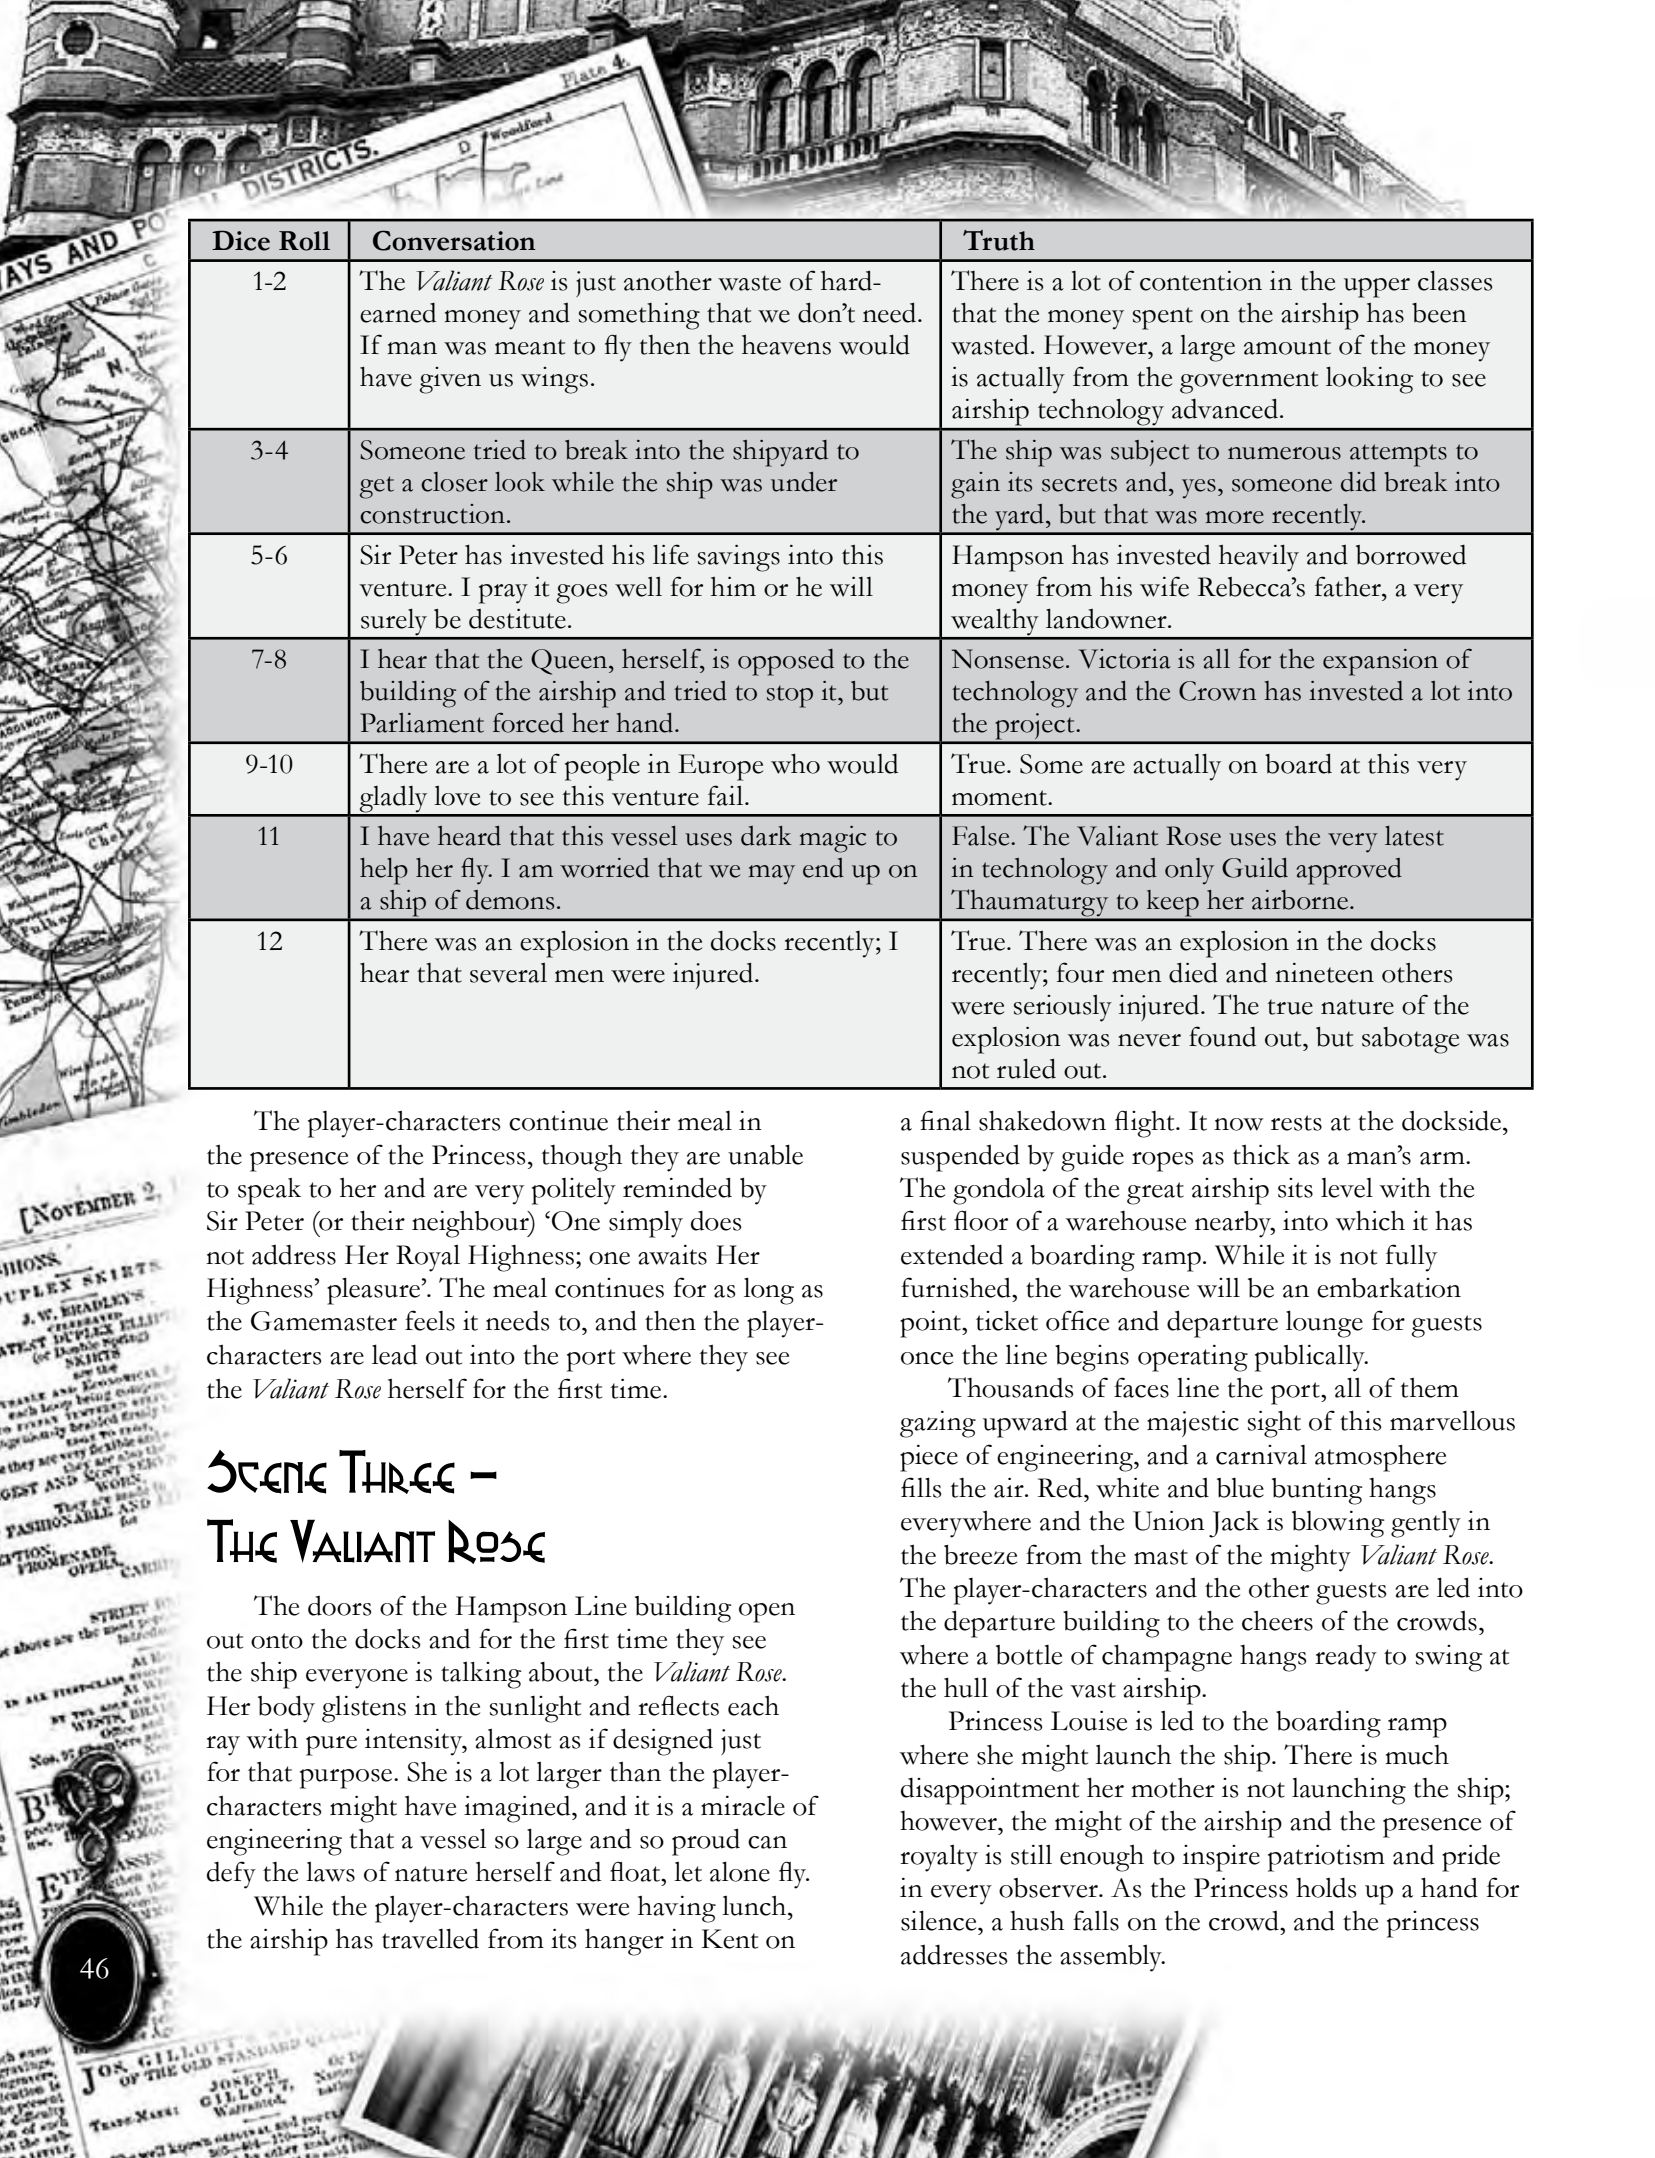 Plate 4.
D Woodford
DISTRICTS.
AYS AND PO
C
N.
Dice Roll Conversation Truth
1-2 The Valiant Rose is just another waste of hard-
earned money and something that we don’t need.
If man was meant to fly then the heavens would
have given us wings.
There is a lot of contention in the upper classes
that the money spent on the airship has been
wasted. However, a large amount of the money
is actually from the government looking to see
airship technology advanced.
3-4 Someone tried to break into the shipyard to
get a closer look while the ship was under
construction.
The ship was subject to numerous attempts to
gain its secrets and, yes, someone did break into
the yard, but that was more recently.
5-6 Sir Peter has invested his life savings into this
venture. I pray it goes well for him or he will
surely be destitute.
Hampson has invested heavily and borrowed
money from his wife Rebecca’s father, a very
wealthy landowner.
7-8 I hear that the Queen, herself, is opposed to the
building of the airship and tried to stop it, but
Parliament forced her hand.
Nonsense. Victoria is all for the expansion of
technology and the Crown has invested a lot into
the project.
9-10 There are a lot of people in Europe who would
gladly love to see this venture fail.
True. Some are actually on board at this very
moment.
11 I have heard that this vessel uses dark magic to
help her fly. I am worried that we may end up on
a ship of demons.
False. The Valiant Rose uses the very latest
in technology and only Guild approved
Thaumaturgy to keep her airborne.
12 There was an explosion in the docks recently; I
hear that several men were injured.
True. There was an explosion in the docks
recently; four men died and nineteen others
were seriously injured. The true nature of the
explosion was never found out, but sabotage was
not ruled out.
The player-characters continue their meal in
the presence of the Princess, though they are unable
to speak to her and are very politely reminded by
Sir Peter (or their neighbour) ‘One simply does
not address Her Royal Highness; one awaits Her
Highness’ pleasure’. The meal continues for as long as
the Gamemaster feels it needs to, and then the player-
characters are lead out into the port where they see
the Valiant Rose herself for the first time.
Scene Three –
The Valiant Rose
The doors of the Hampson Line building open
out onto the docks and for the first time they see
the ship everyone is talking about, the Valiant Rose.
Her body glistens in the sunlight and reflects each
ray with pure intensity, almost as if designed just
for that purpose. She is a lot larger than the player-
characters might have imagined, and it is a miracle of
engineering that a vessel so large and so proud can
defy the laws of nature herself and float, let alone fly.
While the player-characters were having lunch,
the airship has travelled from its hanger in Kent on
a final shakedown flight. It now rests at the dockside,
suspended by guide ropes as thick as a man’s arm.
The gondola of the great airship sits level with the
first floor of a warehouse nearby, into which it has
extended a boarding ramp. While it is not fully
furnished, the warehouse will be an embarkation
point, ticket office and departure lounge for guests
once the line begins operating publically.
Thousands of faces line the port, all of them
gazing upward at the majestic sight of this marvellous
piece of engineering, and a carnival atmosphere
fills the air. Red, white and blue bunting hangs
everywhere and the Union Jack is blowing gently in
the breeze from the mast of the mighty Valiant Rose.
The player-characters and the other guests are led into
the departure building to the cheers of the crowds,
where a bottle of champagne hangs ready to swing at
the hull of the vast airship.
Princess Louise is led to the boarding ramp
where she might launch the ship. There is much
disappointment her mother is not launching the ship;
however, the might of the airship and the presence of
royalty is still enough to inspire patriotism and pride
in every observer. As the Princess holds up a hand for
silence, a hush falls on the crowd, and the princess
addresses the assembly.
[NOVEMBER 2,
UPLEX SKIRTS
J. W. BRADLEY'S
SKIRTS
FASHIONABLE AND
PROMENADE,
OPERA,
46
JOS. GILLOTT
OF THE OLD STANDARD
JOSEPH
GILLOTT,
Warranted,
TRADE-MARK: